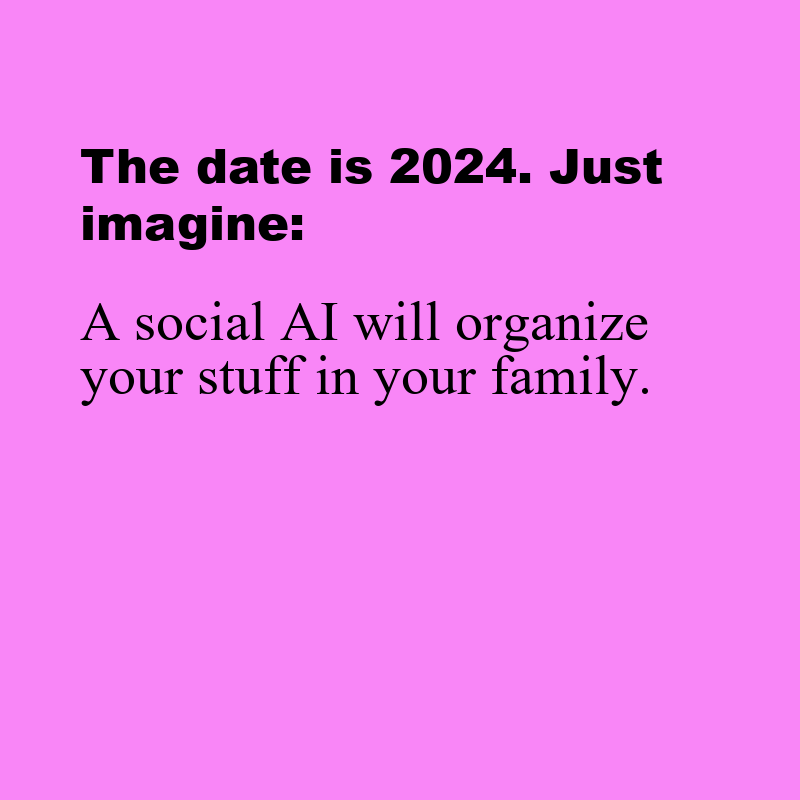 The date is 2024. Just
imagine:
A social AI will organize
your stuff in your family.